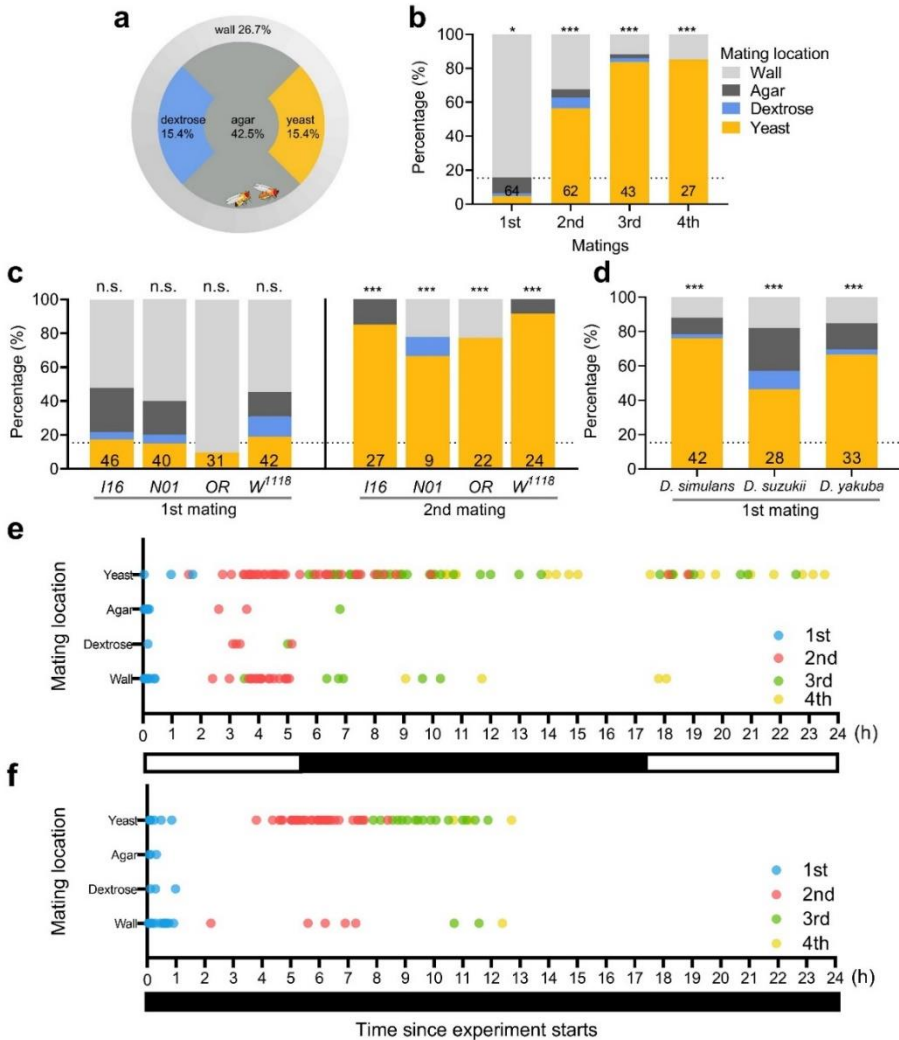 a
wall 26.7%
dextrose
15.4%
agar
42.5%
yeast
15.4%
b
Percentage (%)
100
80
60
40
20
0
* *** *** ***
64 62 43 27
1st 2nd 3rd 4th
Matings
Mating location
Wall
Agar
Dextrose
Yeast
c
Percentage (%)
100
80
60
40
20
0
n.s. n.s. n.s. n.s. *** *** *** ***
46 40 31 42 27 9 22 24
I16 N01 OR W1118 I16 N01 OR W1118
1st mating 2nd mating
d
Percentage (%)
100
80
60
40
20
0
*** *** ***
42 28 33
D. simulans D. suzukii D. yakuba
1st mating
e
Mating location
Yeast
Agar
Dextrose
Wall
1st
2nd
3rd
4th
0 1 2 3 4 5 6 7 8 9 10 11 12 13 14 15 16 17 18 19 20 21 22 23 24 (h)
f
Mating location
Yeast
Agar
Dextrose
Wall
1st
2nd
3rd
4th
0 1 2 3 4 5 6 7 8 9 10 11 12 13 14 15 16 17 18 19 20 21 22 23 24 (h)
Time since experiment starts